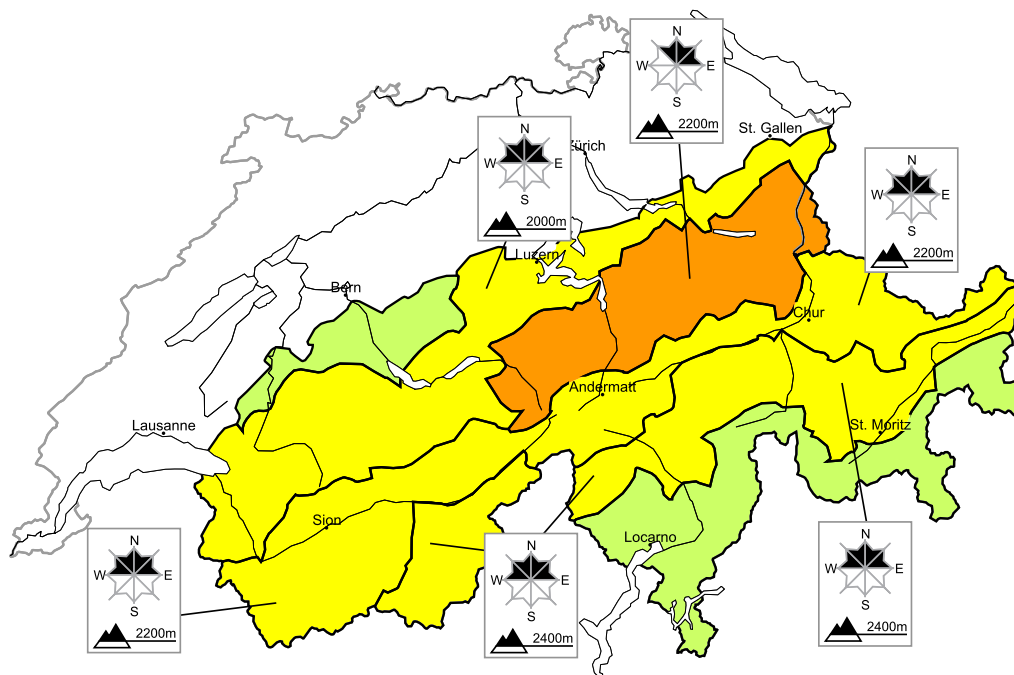 N
W E
S
2200m
St. Gallen
N
W E
S
2000m
Zürich
N
W E
S
2200m
Luzern
Bern
Chur
Andermatt
Lausanne
St. Moritz
Sion
Locarno
N
W E
S
2200m
N
W E
S
2400m
N
W E
S
2400m